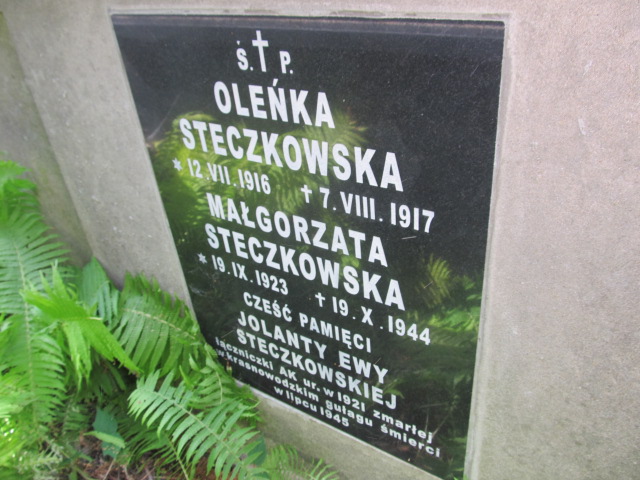 Ś. † P.
OLEŃKA
STECZKOWSKA
* 12.VII.1916 † 7.VIII.1917
MAŁGORZATA
STECZKOWSKA
* 19.IX.1923 † 19.X.1944
CZEŚĆ PAMIĘCI
JOLANTY EWY
STECZKOWSKIEJ
łączniczki AK ur. w 1921 zmarłej
w krasnowodzkim gułagu śmierci
w lipcu 1945